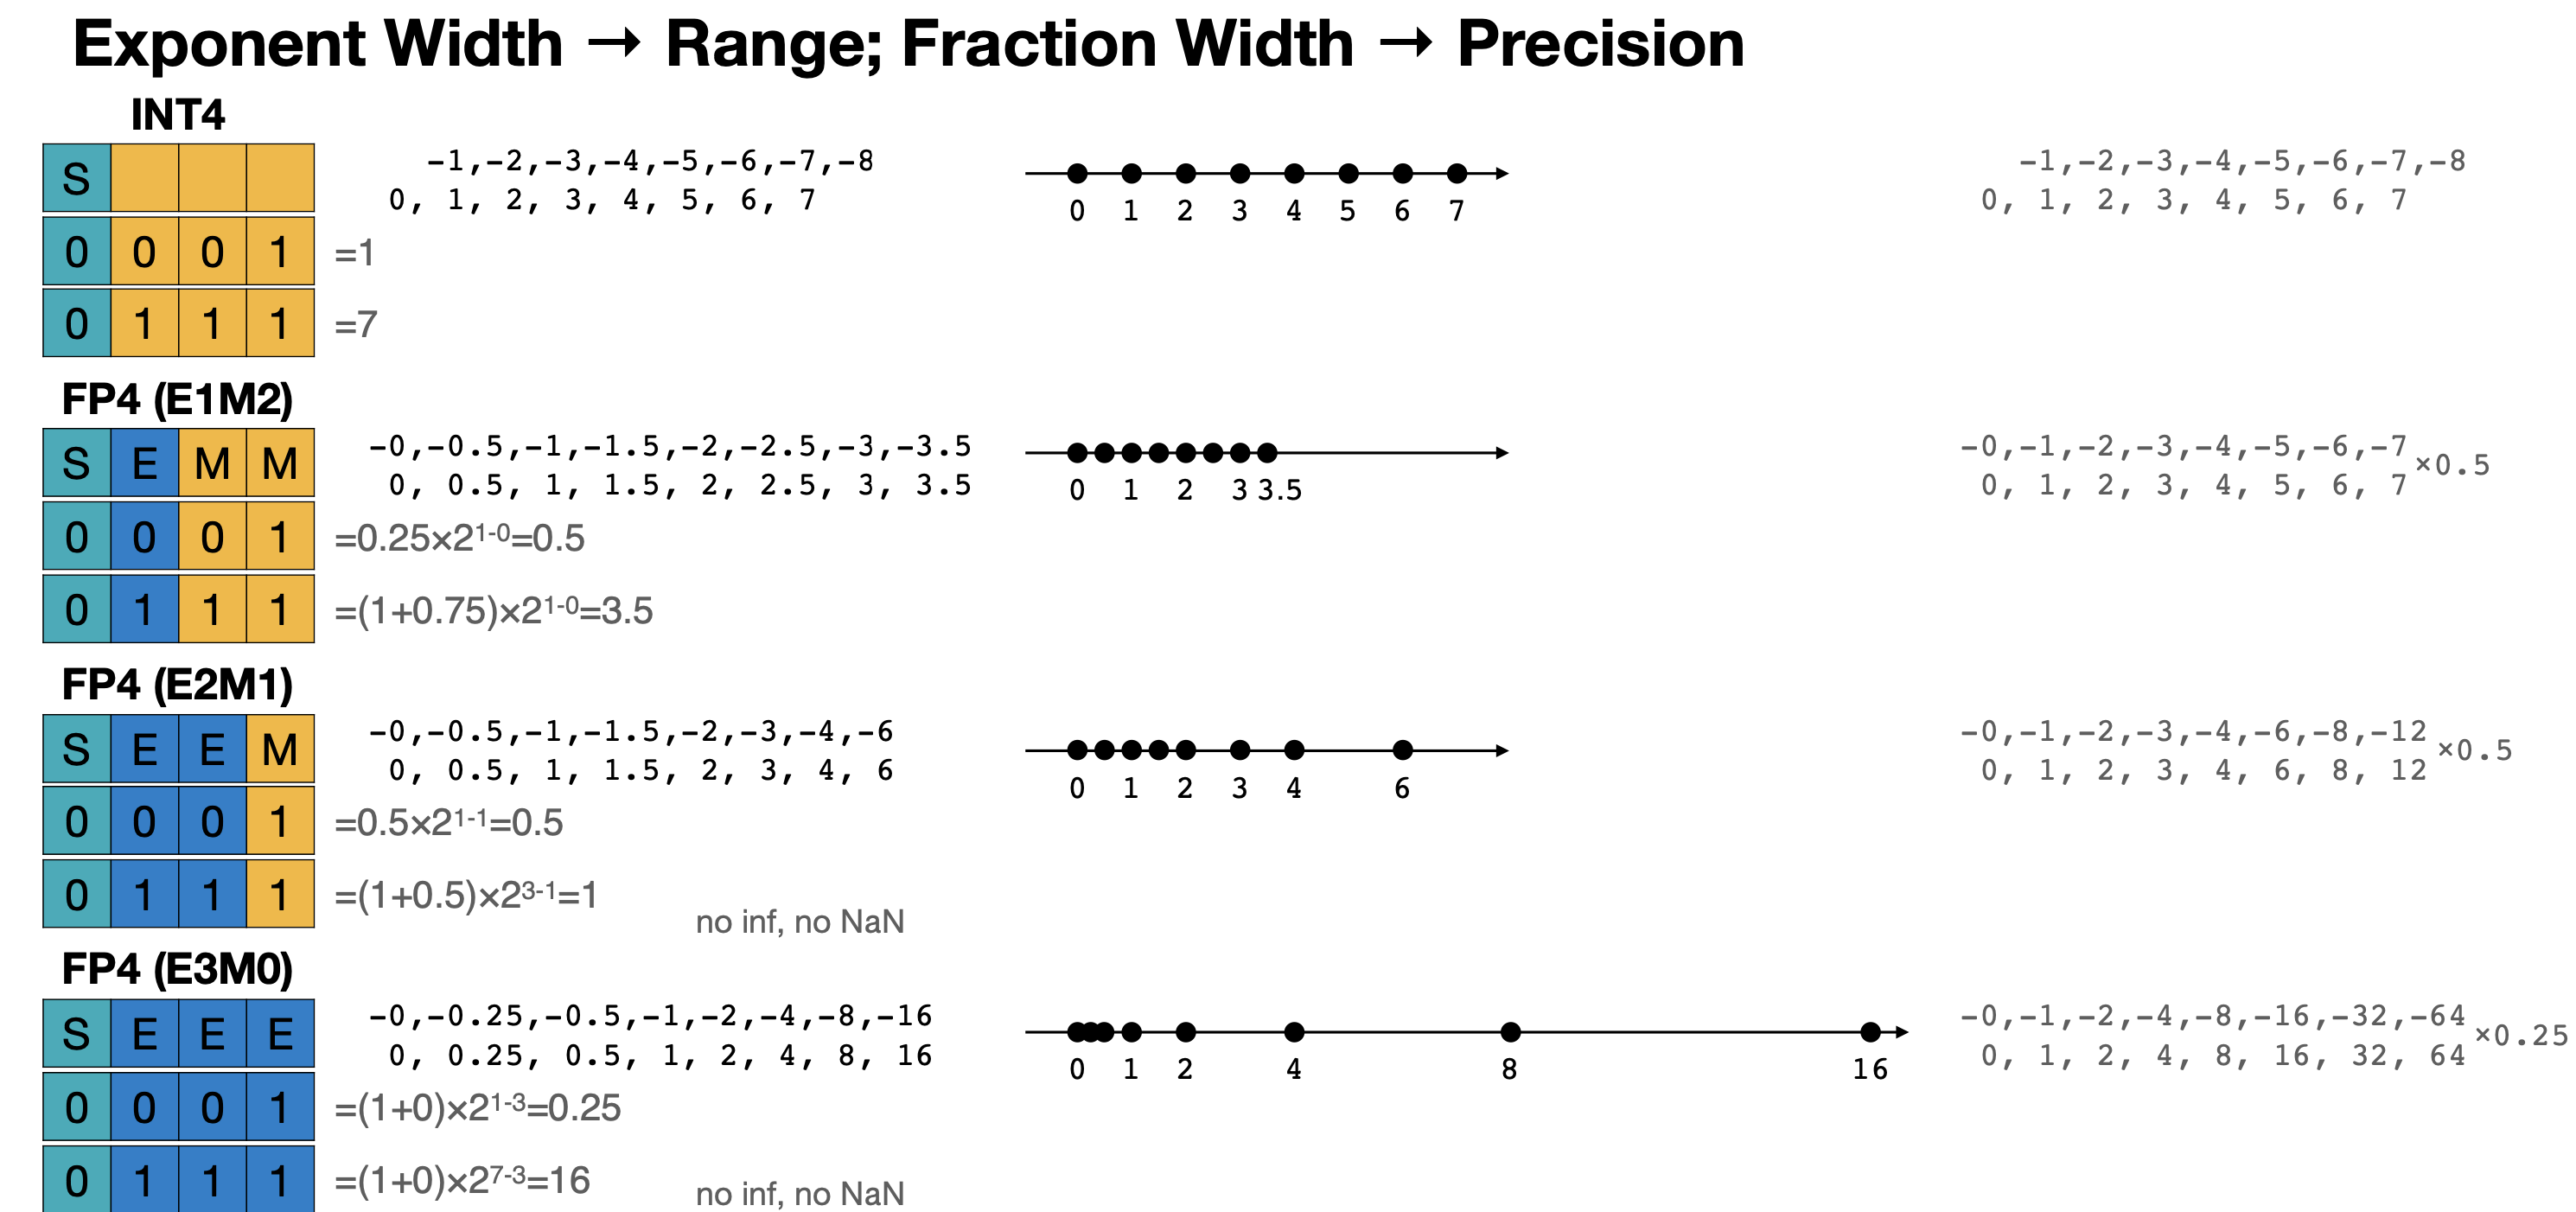 Exponent Width → Range; Fraction Width → Precision
INT4
S
−1,−2,−3,−4,−5,−6,−7,−8
0, 1, 2, 3, 4, 5, 6, 7
0 1 2 3 4 5 6 7
−1,−2,−3,−4,−5,−6,−7,−8
0, 1, 2, 3, 4, 5, 6, 7
0 0 0 1 =1
0 1 1 1 =7
FP4 (E1M2)
S E M M
−0,−0.5,−1,−1.5,−2,−2.5,−3,−3.5
0, 0.5, 1, 1.5, 2, 2.5, 3, 3.5
0 1 2 3 3.5
−0,−1,−2,−3,−4,−5,−6,−7
0, 1, 2, 3, 4, 5, 6, 7
×0.5
0 0 0 1 =0.25×2¹⁻⁰=0.5
0 1 1 1 =(1+0.75)×2¹⁻⁰=3.5
FP4 (E2M1)
S E E M
−0,−0.5,−1,−1.5,−2,−3,−4,−6
0, 0.5, 1, 1.5, 2, 3, 4, 6
0 1 2 3 4 6
−0,−1,−2,−3,−4,−6,−8,−12
0, 1, 2, 3, 4, 6, 8, 12
×0.5
0 0 0 1 =0.5×2¹⁻¹=0.5
0 1 1 1 =(1+0.5)×2³⁻¹=1
no inf, no NaN
FP4 (E3M0)
S E E E
−0,−0.25,−0.5,−1,−2,−4,−8,−16
0, 0.25, 0.5, 1, 2, 4, 8, 16
0 1 2 4 8 16
−0,−1,−2,−4,−8,−16,−32,−64
0, 1, 2, 4, 8, 16, 32, 64
×0.25
0 0 0 1 =(1+0)×2¹⁻³=0.25
0 1 1 1 =(1+0)×2⁷⁻³=16
no inf, no NaN